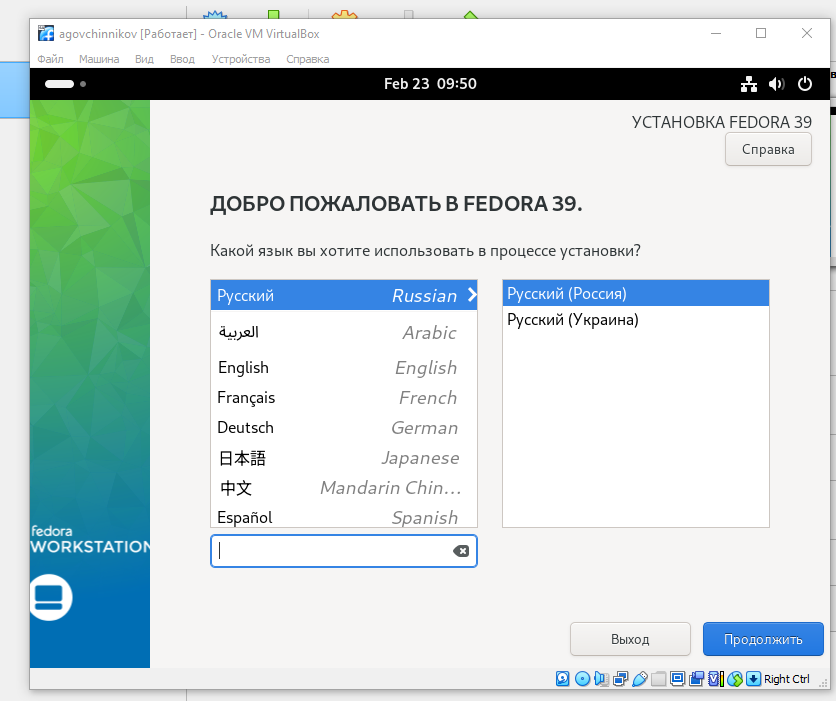 agovchinnikov [Работает] - Oracle VM VirtualBox
Файл Машина Вид Ввод Устройства Справка
Feb 23 09:50
УСТАНОВКА FEDORA 39
Справка
ДОБРО ПОЖАЛОВАТЬ В FEDORA 39.
Какой язык вы хотите использовать в процессе установки?
Русский Russian
العربية Arabic
English English
Français French
Deutsch German
日本語 Japanese
中文 Mandarin Chin...
Español Spanish
Русский (Россия)
Русский (Украина)
fedora
WORKSTATION
Выход Продолжить
Right Ctrl